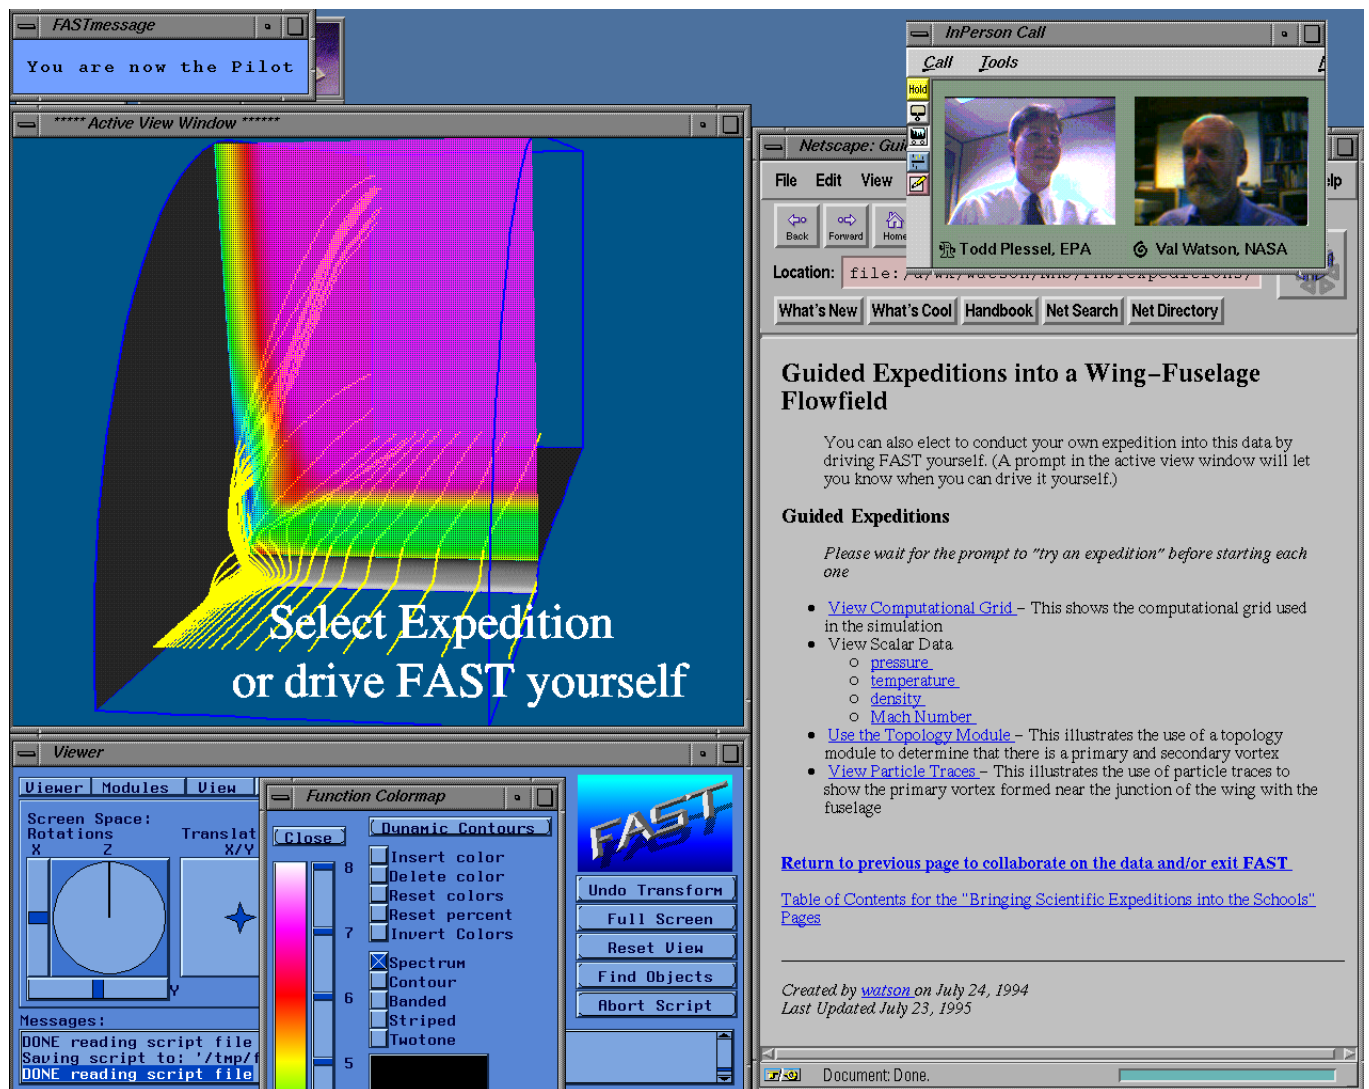 FASTmessage
You are now the Pilot
***** Active View Window ******
Select Expedition
or drive FAST yourself
InPerson Call
Call Tools
Hold
Todd Plessel, EPA
Val Watson, NASA
Netscape:
File Edit View
Back Forward Home
Location:
What's New What's Cool Handbook Net Search Net Directory
Guided Expeditions into a Wing-Fuselage
Flowfield
You can also elect to conduct your own expedition into this data by
driving FAST yourself. (A prompt in the active view window will let
you know when you can drive it yourself.)
Guided Expeditions
Please wait for the prompt to "try an expedition" before starting each
one
View Computational Grid – This shows the computational grid used
in the simulation
View Scalar Data
pressure
temperature
density
Mach Number
Use the Topology Module – This illustrates the use of a topology
module to determine that there is a primary and secondary vortex
View Particle Traces – This illustrates the use of particle traces to
show the primary vortex formed near the junction of the wing with the
fuselage
Return to previous page to collaborate on the data and/or exit FAST
Table of Contents for the "Bringing Scientific Expeditions into the Schools"
Pages
Created by watson on July 24, 1994
Last Updated July 23, 1995
Document: Done.
Viewer
Viewer Modules View
Screen Space:
Rotations Translat
X Z X/Y
Y
Messages:
DONE reading script file
Saving script to: '/tmp/f
DONE reading script file
Function Colormap
Close
Dynamic Contours
Insert color
Delete color
Reset colors
Reset percent
Invert Colors
Spectrum
Contour
Banded
Striped
Twotone
8
7
6
5
FAST
Undo Transform
Full Screen
Reset View
Find Objects
Abort Script